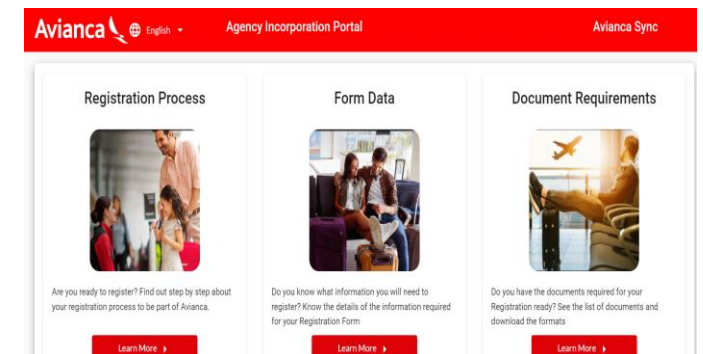 Avianca English Agency Incorporation Portal Avianca Sync
Registration Process
Are you ready to register? Find out step by step about
your registration process to be part of Avianca.
Learn More
Form Data
Do you know what information you will need to
register? Know the details of the information required
for your Registration Form
Learn More
Document Requirements
Do you have the documents required for your
Registration ready? See the list of documents and
download the formats
Learn More